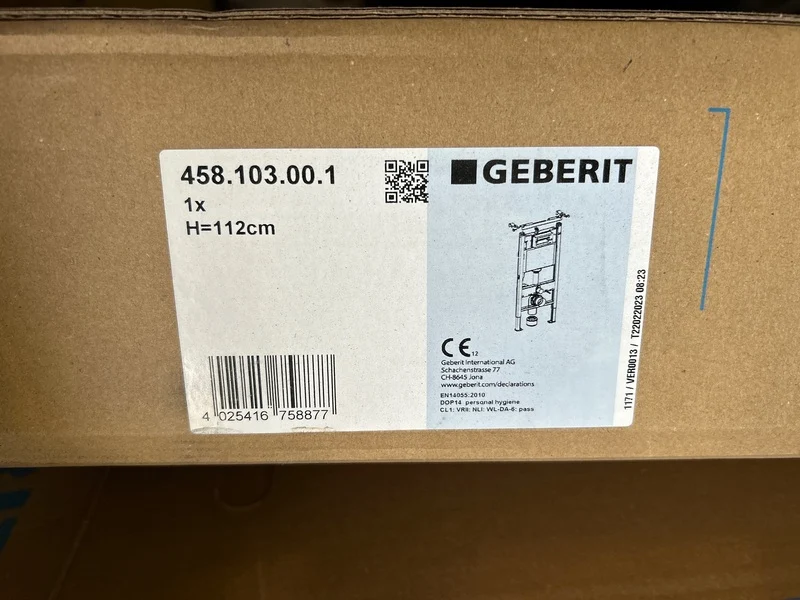 458.103.00.1
1x
H=112cm
GEBERIT
CE 12
Geberit International AG
Schachenstrasse 77
CH-8645 Jona
www.geberit.com/declarations
EN14055:2010
DOP14 personal hygiene
CL1: VRII: NLI: WL-DA-6: pass
4 025416 758877
1171 / VER0013 / T22022023 08:23